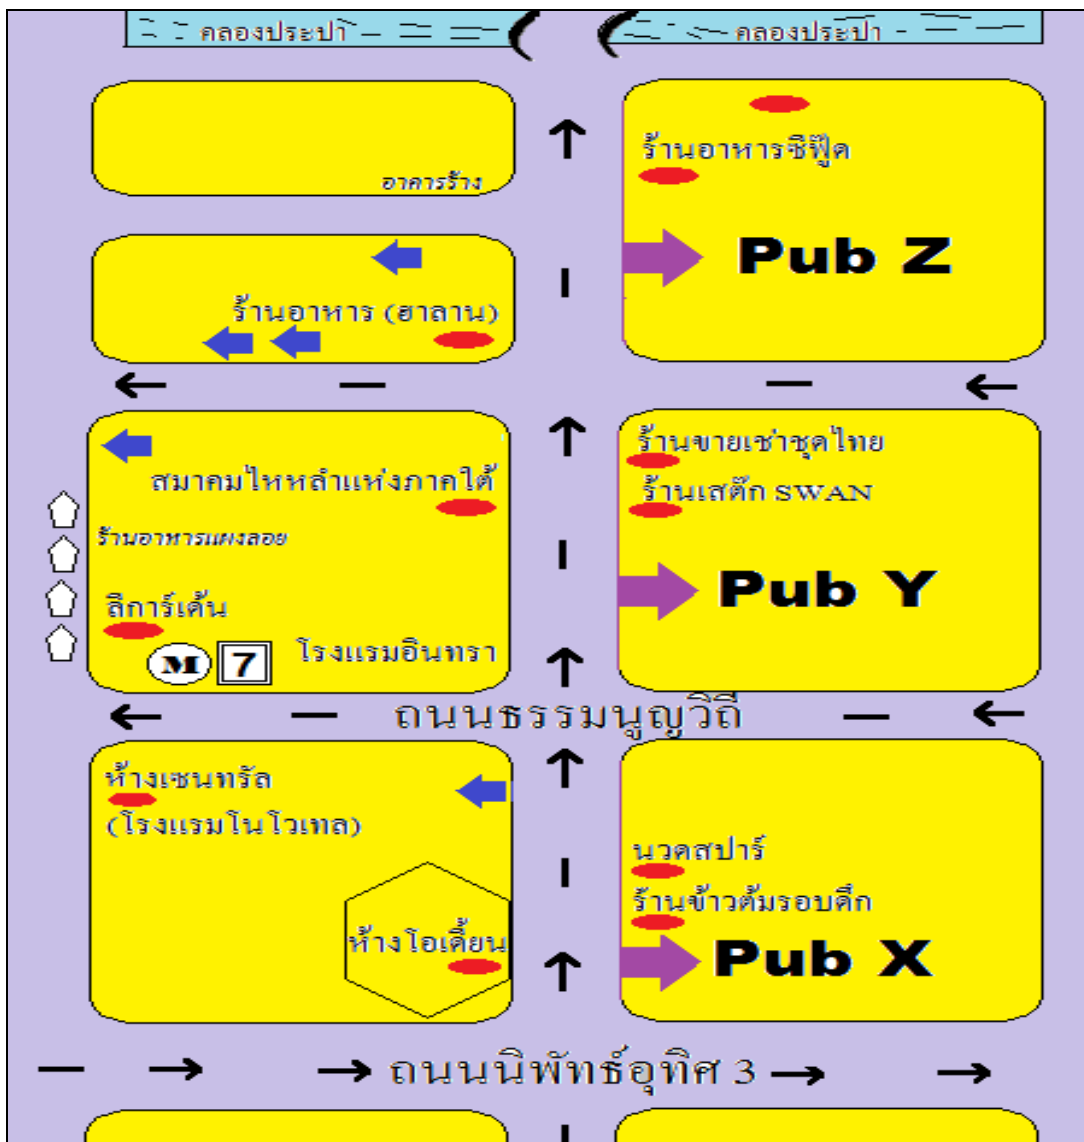 คลองประปา
คลองประปา
ร้านอาหารซีฟู๊ด
อาคารร้าง
Pub Z
ร้านอาหาร (ฮาลาน)
ร้านขายเช่าชุดไทย
สมาคมไหหลำแห่งภาคใต้
ร้านเสต๊ก SWAN
ร้านอาหารแผงลอย
Pub Y
ลีการ์เด้น
M 7 โรงแรมอินทรา
ถนนธรรมนูญวิถี
ห้างเซนทรัล
(โรงแรมโนโวเทล)
นวดสปาร์
ร้านข้าวต้มรอบดึก
ห้างโอเดี้ยน
Pub X
ถนนนิพัทธ์อุทิศ 3